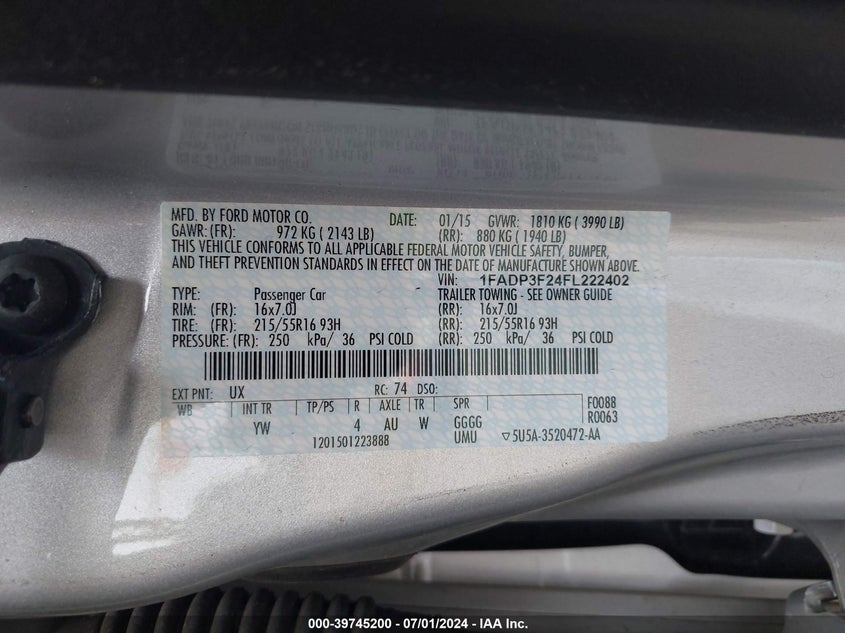 MFD. BY FORD MOTOR CO. DATE: 01/15 GVWR: 1810 KG ( 3990 LB)
GAWR: (FR): 972 KG ( 2143 LB) (RR): 880 KG ( 1940 LB)
THIS VEHICLE CONFORMS TO ALL APPLICABLE FEDERAL MOTOR VEHICLE SAFETY, BUMPER,
AND THEFT PREVENTION STANDARDS IN EFFECT ON THE DATE OF MANUFACTURE SHOWN ABOVE.
VIN: 1FADP3F24FL222402
TYPE: Passenger Car TRAILER TOWING - SEE OWNER GUIDE
RIM: (FR): 16x7.0J (RR): 16x7.0J
TIRE: (FR): 215/55R16 93H (RR): 215/55R16 93H
PRESSURE: (FR): 250 kPa/ 36 PSI COLD (RR): 250 kPa/ 36 PSI COLD
EXT PNT: UX RC: 74 DSO:
WB INT TR TP/PS R AXLE TR SPR F0088
YW 4 AU W GGGG R0063
1201501223888 UMU ▽5U5A-3520472-AA
000-39745200 - 07/01/2024 - IAA Inc.